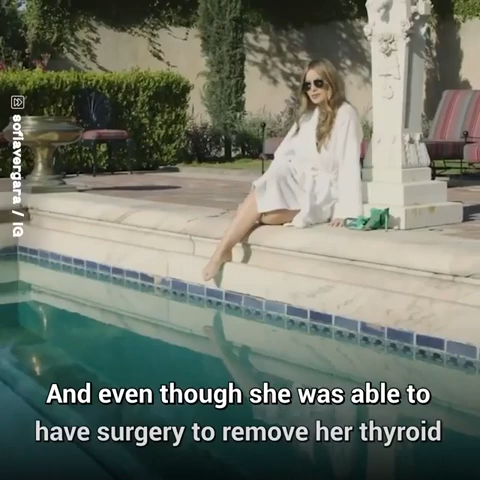 sofiavergara / IG
And even though she was able to
have surgery to remove her thyroid